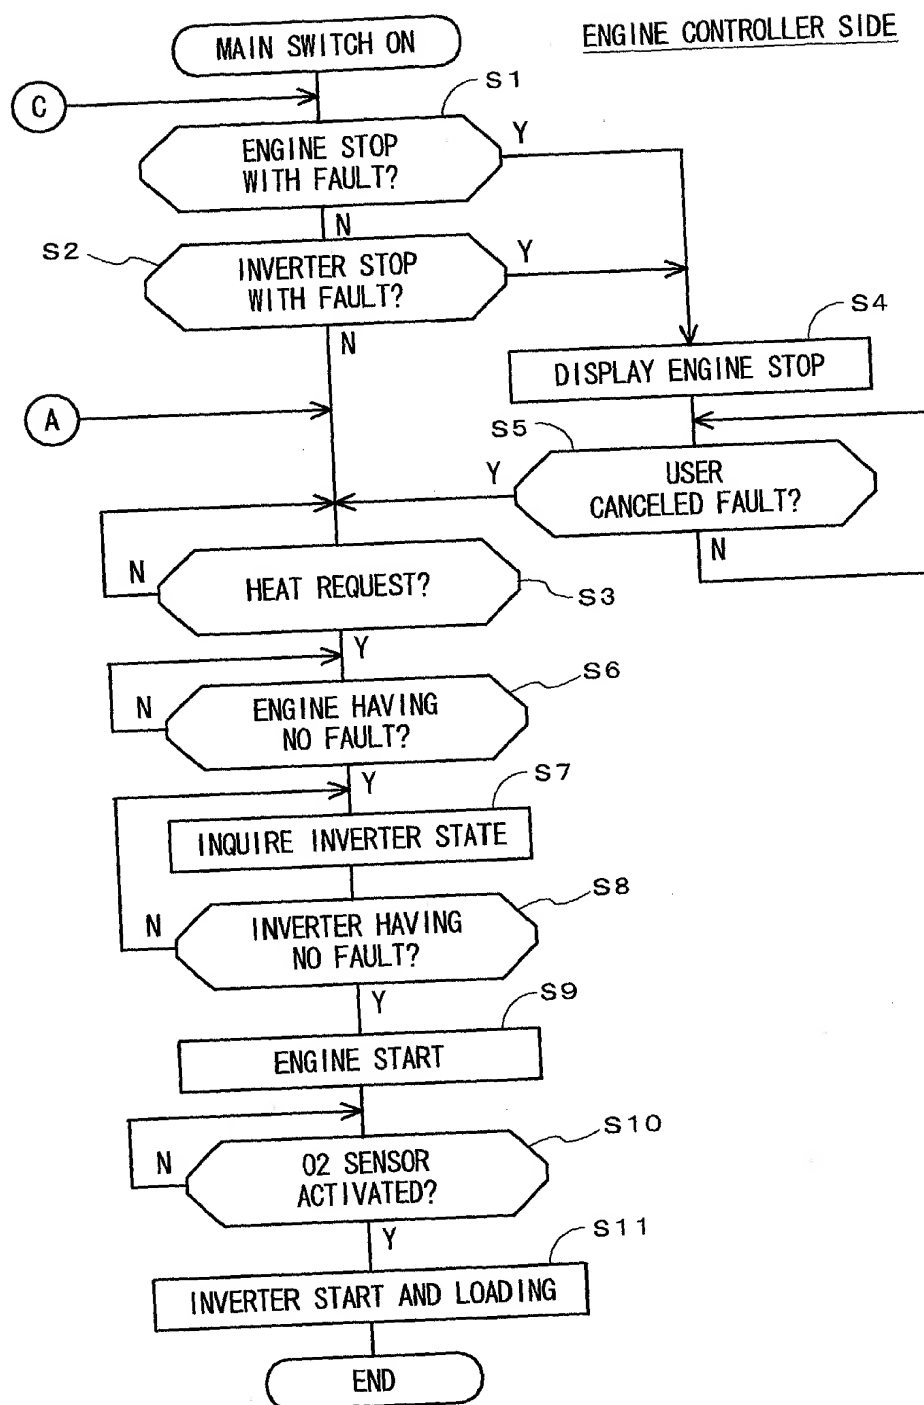 ENGINE CONTROLLER SIDE
MAIN SWITCH ON
C
S1
ENGINE STOP
WITH FAULT?
Y
N
S2
INVERTER STOP
WITH FAULT?
Y
N
S4
DISPLAY ENGINE STOP
A
S5
USER
CANCELED FAULT?
Y
N
HEAT REQUEST?
N
S3
Y
S6
ENGINE HAVING
NO FAULT?
N
Y
S7
INQUIRE INVERTER STATE
S8
INVERTER HAVING
NO FAULT?
N
Y
S9
ENGINE START
S10
O2 SENSOR
ACTIVATED?
N
Y
S11
INVERTER START AND LOADING
END